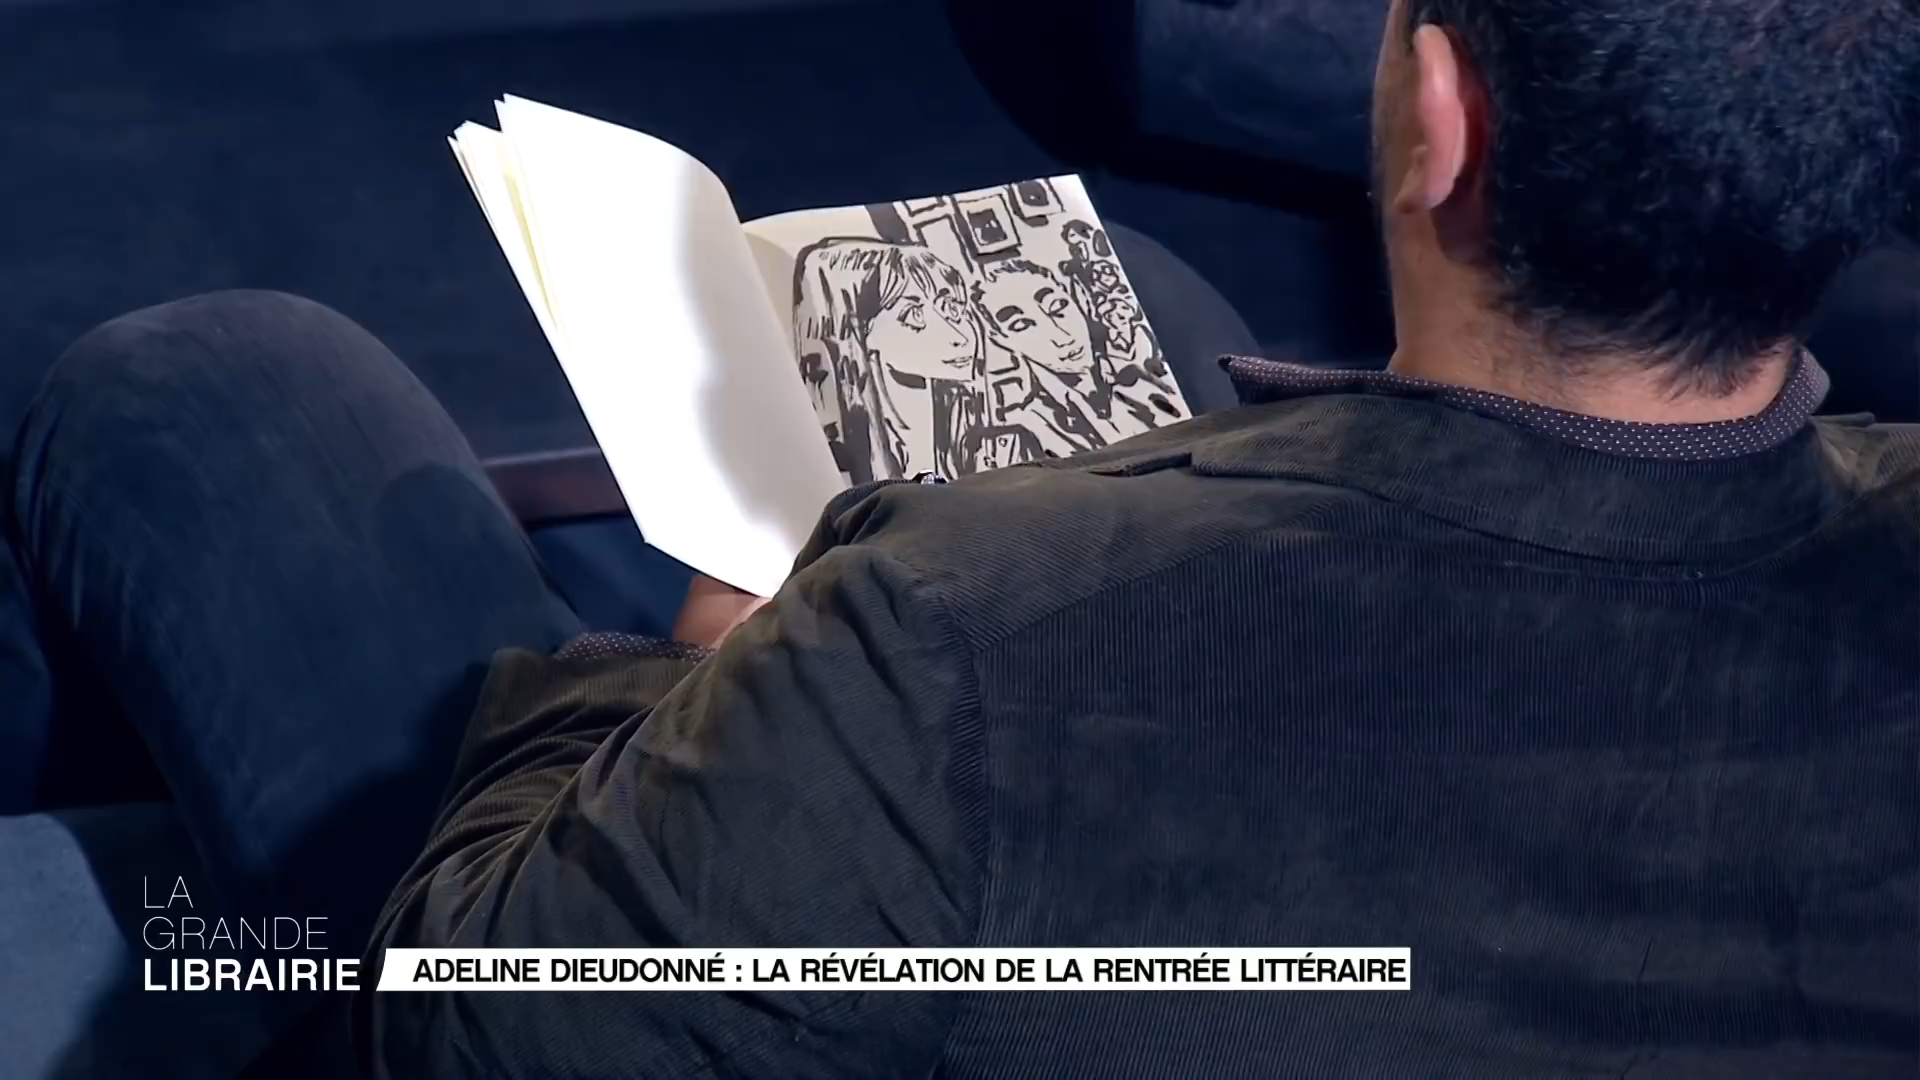 LA
GRANDE
LIBRAIRIE
ADELINE DIEUDONNÉ : LA RÉVÉLATION DE LA RENTRÉE LITTÉRAIRE